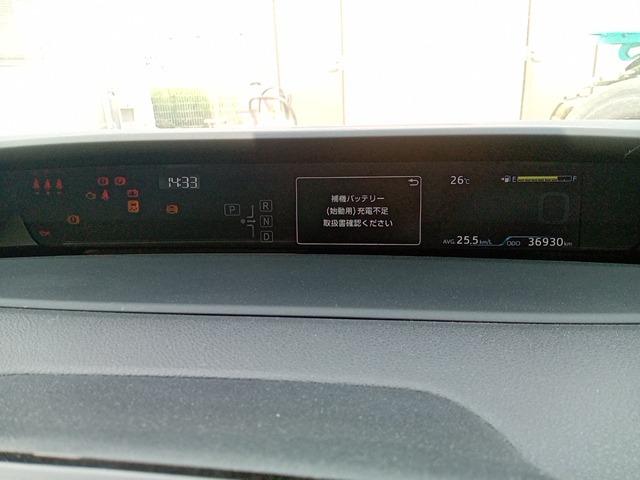 14:33
P
R
N
D
補機バッテリー
(始動用)充電不足
取扱書確認ください
26℃
E F
AVG. 25.5 km/L
ODO 36930 km